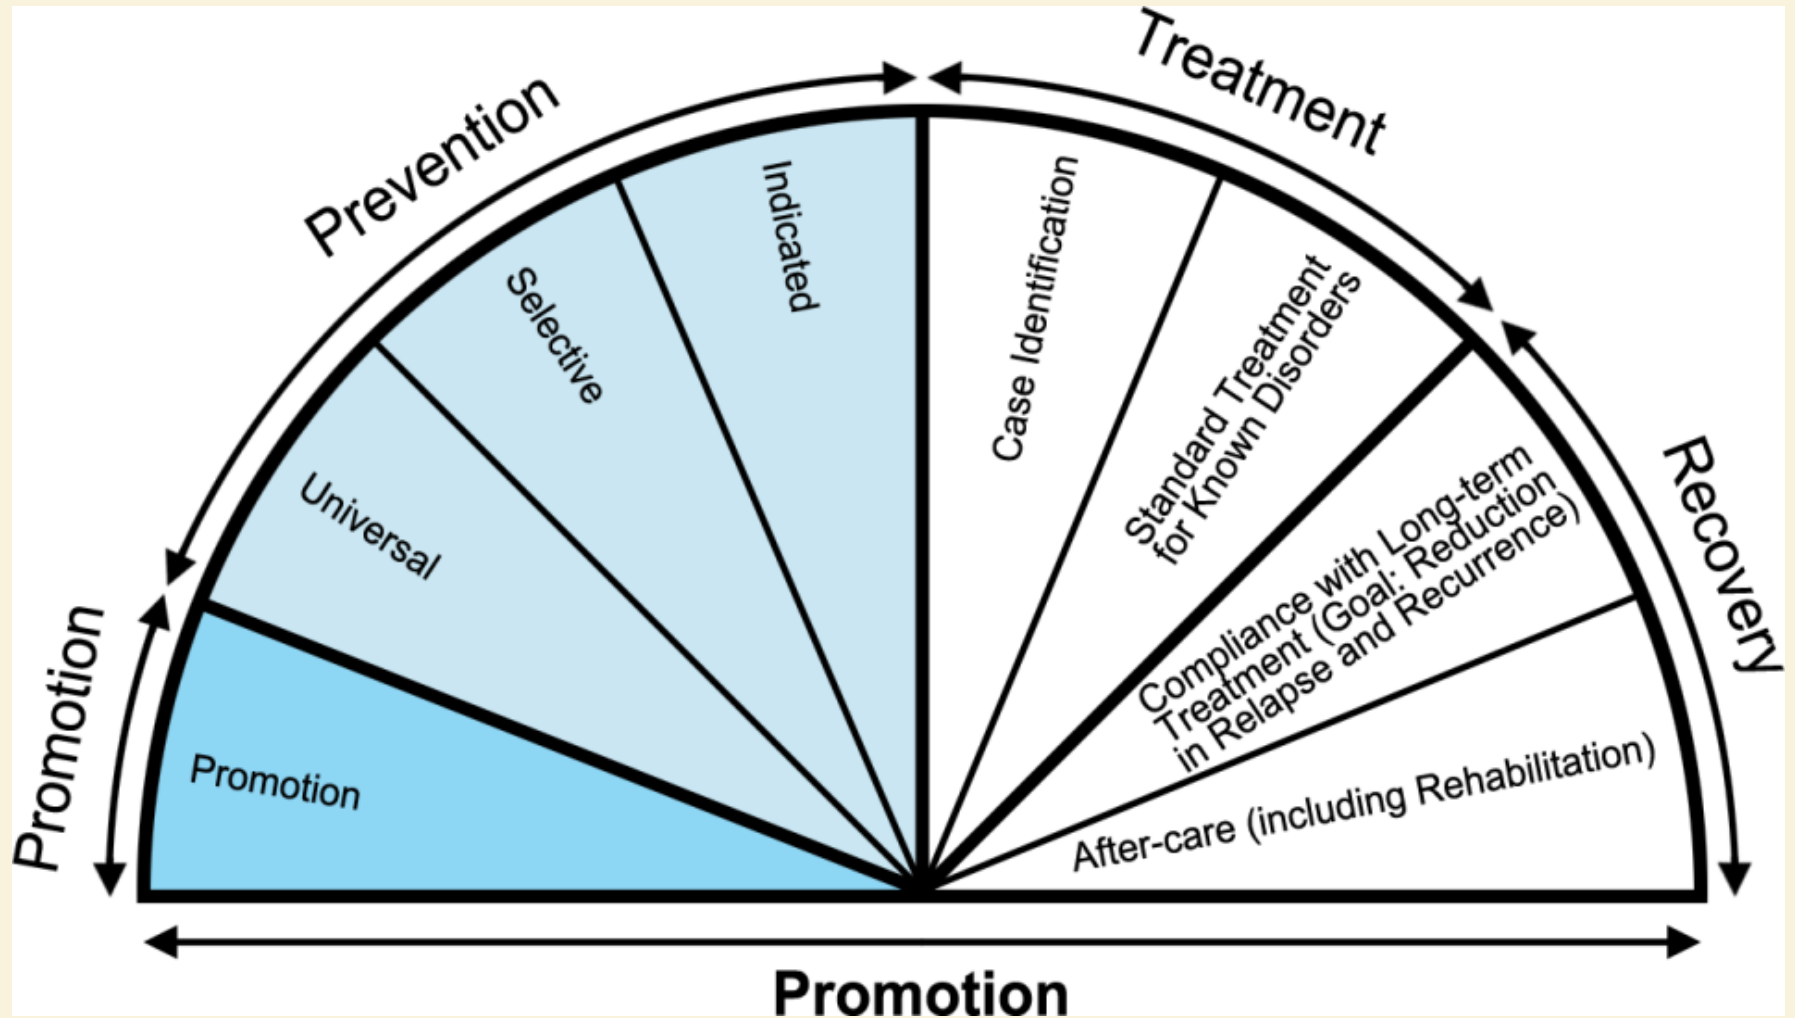 Promotion
Prevention
Treatment
Recovery
Promotion
Universal
Selective
Indicated
Case Identification
Standard Treatment
for Known Disorders
Compliance with Long-term
Treatment (Goal: Reduction
in Relapse and Recurrence)
After-care (including Rehabilitation)
Promotion